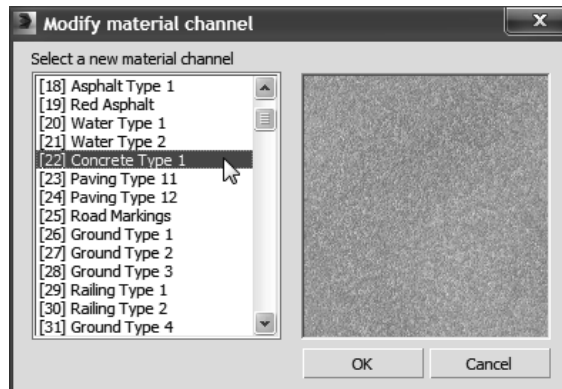 Modify material channel
x
Select a new material channel
[18] Asphalt Type 1
[19] Red Asphalt
[20] Water Type 1
[21] Water Type 2
[22] Concrete Type 1
[23] Paving Type 11
[24] Paving Type 12
[25] Road Markings
[26] Ground Type 1
[27] Ground Type 2
[28] Ground Type 3
[29] Railing Type 1
[30] Railing Type 2
[31] Ground Type 4
OK
Cancel